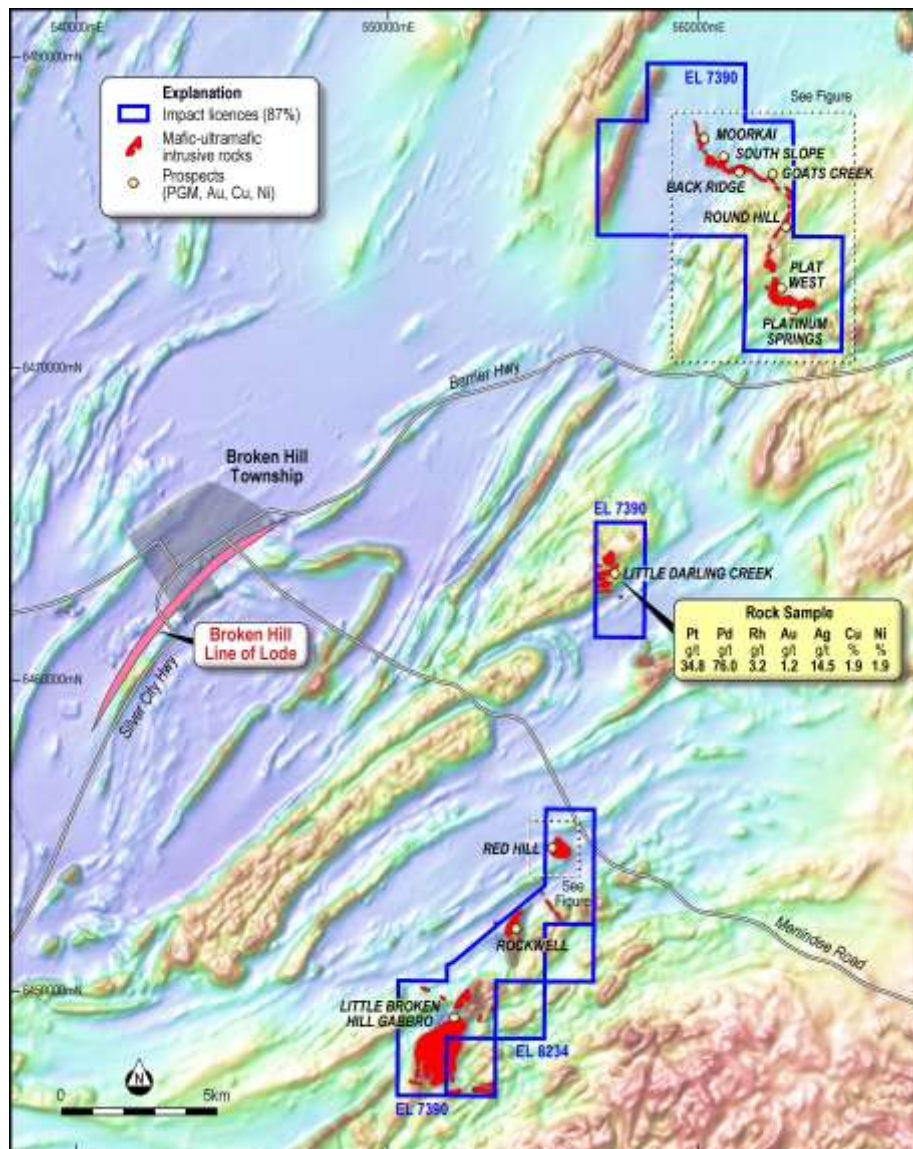 540000mE
550000mE
560000mE
6480000mN
Explanation
Impact licences (87%)
Mafic-ultramafic
intrusive rocks
Prospects
(PGM, Au, Cu, Ni)
EL 7390
See Figure
MOORKAI
SOUTH SLOPE
GOATS CREEK
BACK RIDGE
ROUND HILL
PLAT
WEST
PLATINUM
SPRINGS
6470000mN
Barrier Hwy
Broken Hill
Township
EL 7390
LITTLE DARLING CREEK
Rock Sample
Pt Pd Rh Au Ag Cu Ni
g/t g/t g/t g/t g/t % %
34.8 76.0 3.2 1.2 14.5 1.9 1.9
Broken Hill
Line of Lode
6460000mN
Silver City Hwy
RED HILL
See
Figure
ROCKWELL
Menindee Road
6450000mN
LITTLE BROKEN
HILL GABBRO
EL 8234
N
0 5km
EL 7390